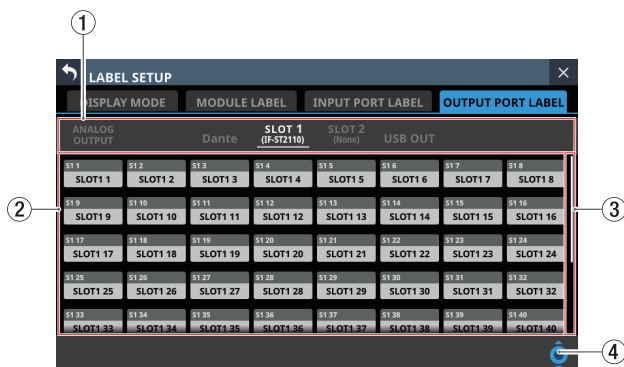 1
LABEL SETUP
DISPLAY MODE MODULE LABEL INPUT PORT LABEL OUTPUT PORT LABEL
ANALOG OUTPUT Dante SLOT 1 (IF-ST2110) SLOT 2 (None) USB OUT
S1 1 S1 2 S1 3 S1 4 S1 5 S1 6 S1 7 S1 8
SLOT1 1 SLOT1 2 SLOT1 3 SLOT1 4 SLOT1 5 SLOT1 6 SLOT1 7 SLOT1 8
S1 9 S1 10 S1 11 S1 12 S1 13 S1 14 S1 15 S1 16
2 SLOT1 9 SLOT1 10 SLOT1 11 SLOT1 12 SLOT1 13 SLOT1 14 SLOT1 15 SLOT1 16 3
S1 17 S1 18 S1 19 S1 20 S1 21 S1 22 S1 23 S1 24
SLOT1 17 SLOT1 18 SLOT1 19 SLOT1 20 SLOT1 21 SLOT1 22 SLOT1 23 SLOT1 24
S1 25 S1 26 S1 27 S1 28 S1 29 S1 30 S1 31 S1 32
SLOT1 25 SLOT1 26 SLOT1 27 SLOT1 28 SLOT1 29 SLOT1 30 SLOT1 31 SLOT1 32
S1 33 S1 34 S1 35 S1 36 S1 37 S1 38 S1 39 S1 40
SLOT1 33 SLOT1 34 SLOT1 35 SLOT1 36 SLOT1 37 SLOT1 38 SLOT1 39 SLOT1 40
4